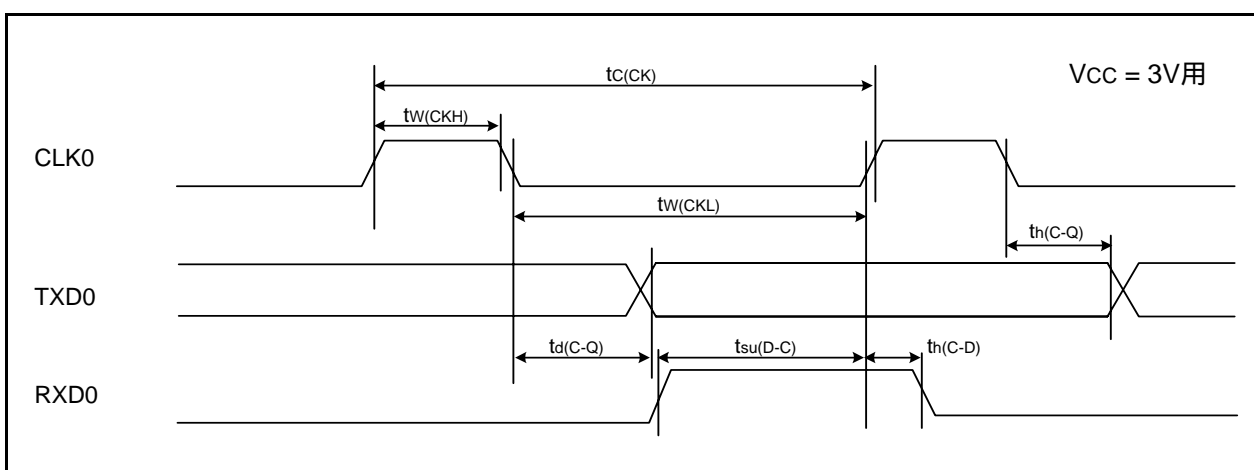 VCC = 3V用
tC(CK)
tW(CKH)
CLK0
tW(CKL)
th(C-Q)
TXD0
td(C-Q)
tsu(D-C)
th(C-D)
RXD0